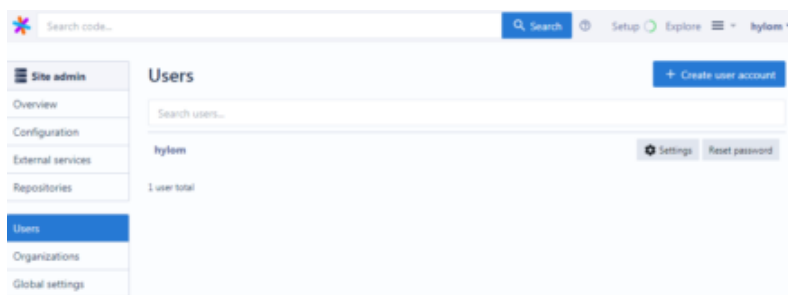 Search code...
Search
Setup
Explore
hylom
Site admin
Overview
Configuration
External services
Repositories
Users
Organizations
Global settings
Users
+ Create user account
Search users...
hylom
Settings
Reset password
1 user total